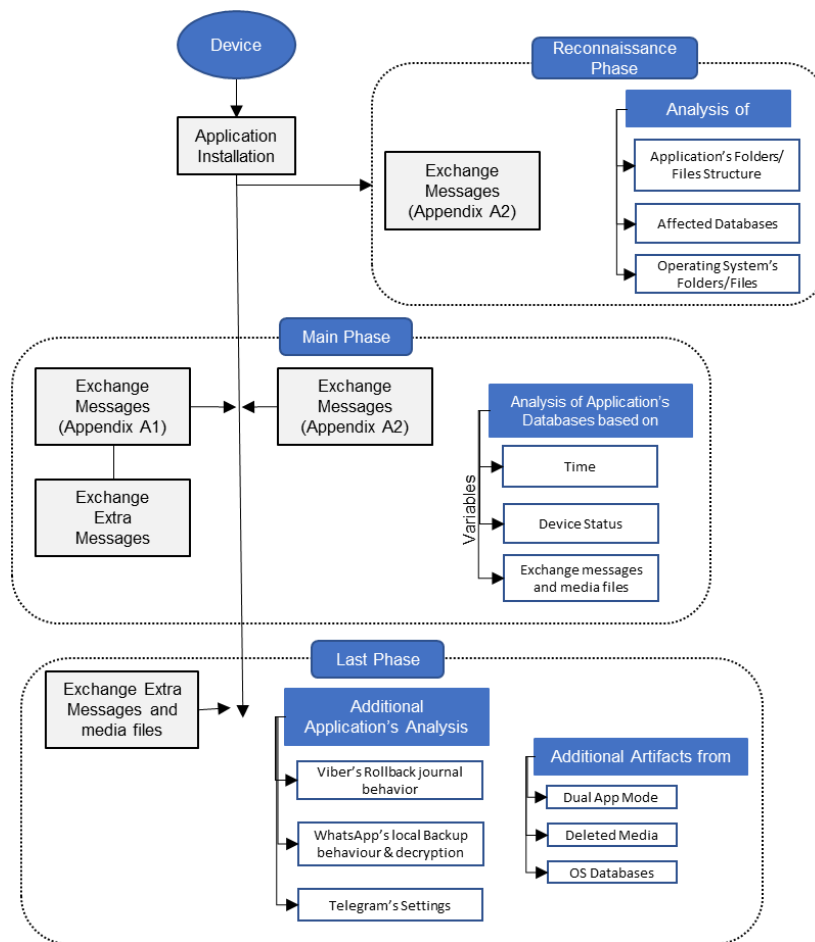 Device
Reconnaissance
Phase
Application
Installation
Analysis of
Exchange
Messages
(Appendix A2)
Application's Folders/
Files Structure
Affected Databases
Operating System's
Folders/Files
Main Phase
Exchange
Messages
(Appendix A1)
Exchange
Messages
(Appendix A2)
Exchange
Extra
Messages
Analysis of Application's
Databases based on
Variables
Time
Device Status
Exchange messages
and media files
Last Phase
Exchange Extra
Messages and
media files
Additional
Application's Analysis
Viber's Rollback journal
behavior
WhatsApp's local Backup
behaviour & decryption
Telegram's Settings
Additional Artifacts from
Dual App Mode
Deleted Media
OS Databases